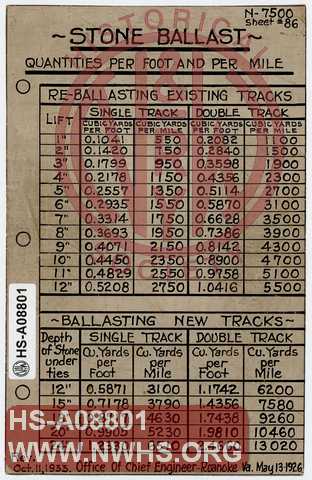 N-7500
Sheet #86
~STONE BALLAST~
QUANTITIES PER FOOT AND PER MILE
RE-BALLASTING EXISTING TRACKS
LIFT SINGLE TRACK DOUBLE TRACK
CUBIC YARDS PER FOOT CUBIC YARDS PER MILE CUBIC YARDS PER FOOT CUBIC YARDS PER MILE
1" 0.1041 550 0.2082 1100
2" 0.1420 750 0.2840 1500
3" 0.1799 950 0.3598 1900
4" 0.2178 1150 0.4356 2300
5" 0.2557 1350 0.5114 2700
6" 0.2935 1550 0.5870 3100
7" 0.3314 1750 0.6628 3500
8" 0.3693 1950 0.7386 3900
9" 0.4071 2150 0.8142 4300
10" 0.4450 2350 0.8900 4700
11" 0.4829 2550 0.9758 5100
12" 0.5208 2750 1.0416 5500
~BALLASTING NEW TRACKS~
Depth of Stone under ties SINGLE TRACK DOUBLE TRACK
Cu. Yards per Foot Cu. Yards per Mile Cu. Yards per Foot Cu. Yards per Mile
12" 0.5871 3100 1.1742 6200
15" 0.7178 3790 1.4356 7580
4630 1.7438 9260
20" 0.9905 1.9810 10460
13020
Rev.
Oct. 11, 1933. Office Of Chief Engineer-Roanoke Va. May 13-1926
HS-A08801
HS-A08801
WWW.NWHS.ORG